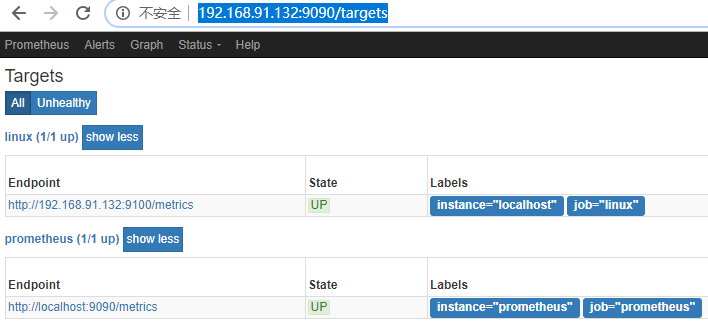 不安全 192.168.91.132:9090/targets
Prometheus Alerts Graph Status Help
Targets
All Unhealthy
linux (1/1 up) show less
Endpoint State Labels
http://192.168.91.132:9100/metrics UP instance="localhost" job="linux"
prometheus (1/1 up) show less
Endpoint State Labels
http://localhost:9090/metrics UP instance="prometheus" job="prometheus"